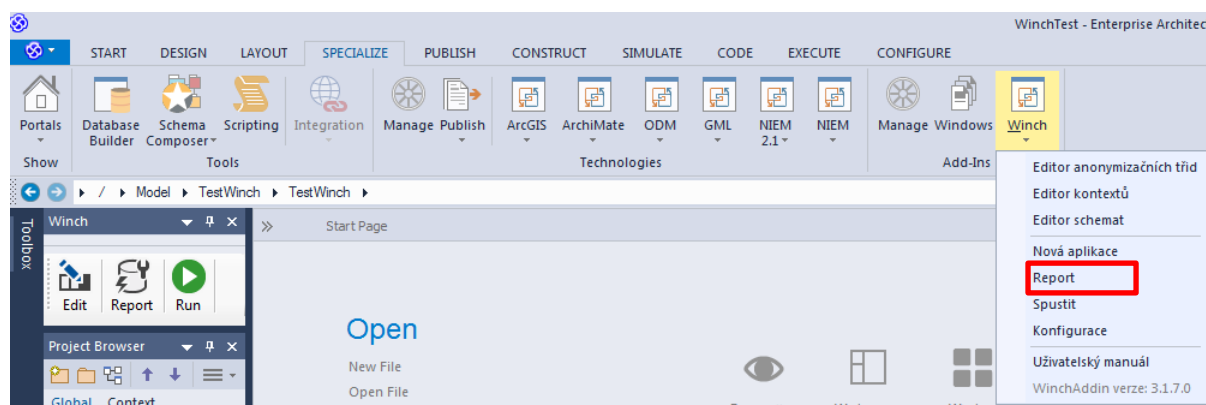 WinchTest - Enterprise Architec
START DESIGN LAYOUT SPECIALIZE PUBLISH CONSTRUCT SIMULATE CODE EXECUTE CONFIGURE
Portals Database Builder Schema Composer Scripting Integration Manage Publish ArcGIS ArchiMate ODM GML NIEM 2.1 NIEM Manage Windows Winch
Show Tools Technologies Add-Ins
/ Model TestWinch TestWinch
Editor anonymizačních tříd
Editor kontextů
Editor schemat
Nová aplikace
Report
Spustit
Konfigurace
Uživatelský manuál
WinchAddin verze: 3.1.7.0
Toolbox
Winch
Edit Report Run
Project Browser
Global Context
Start Page
Open
New File
Open File